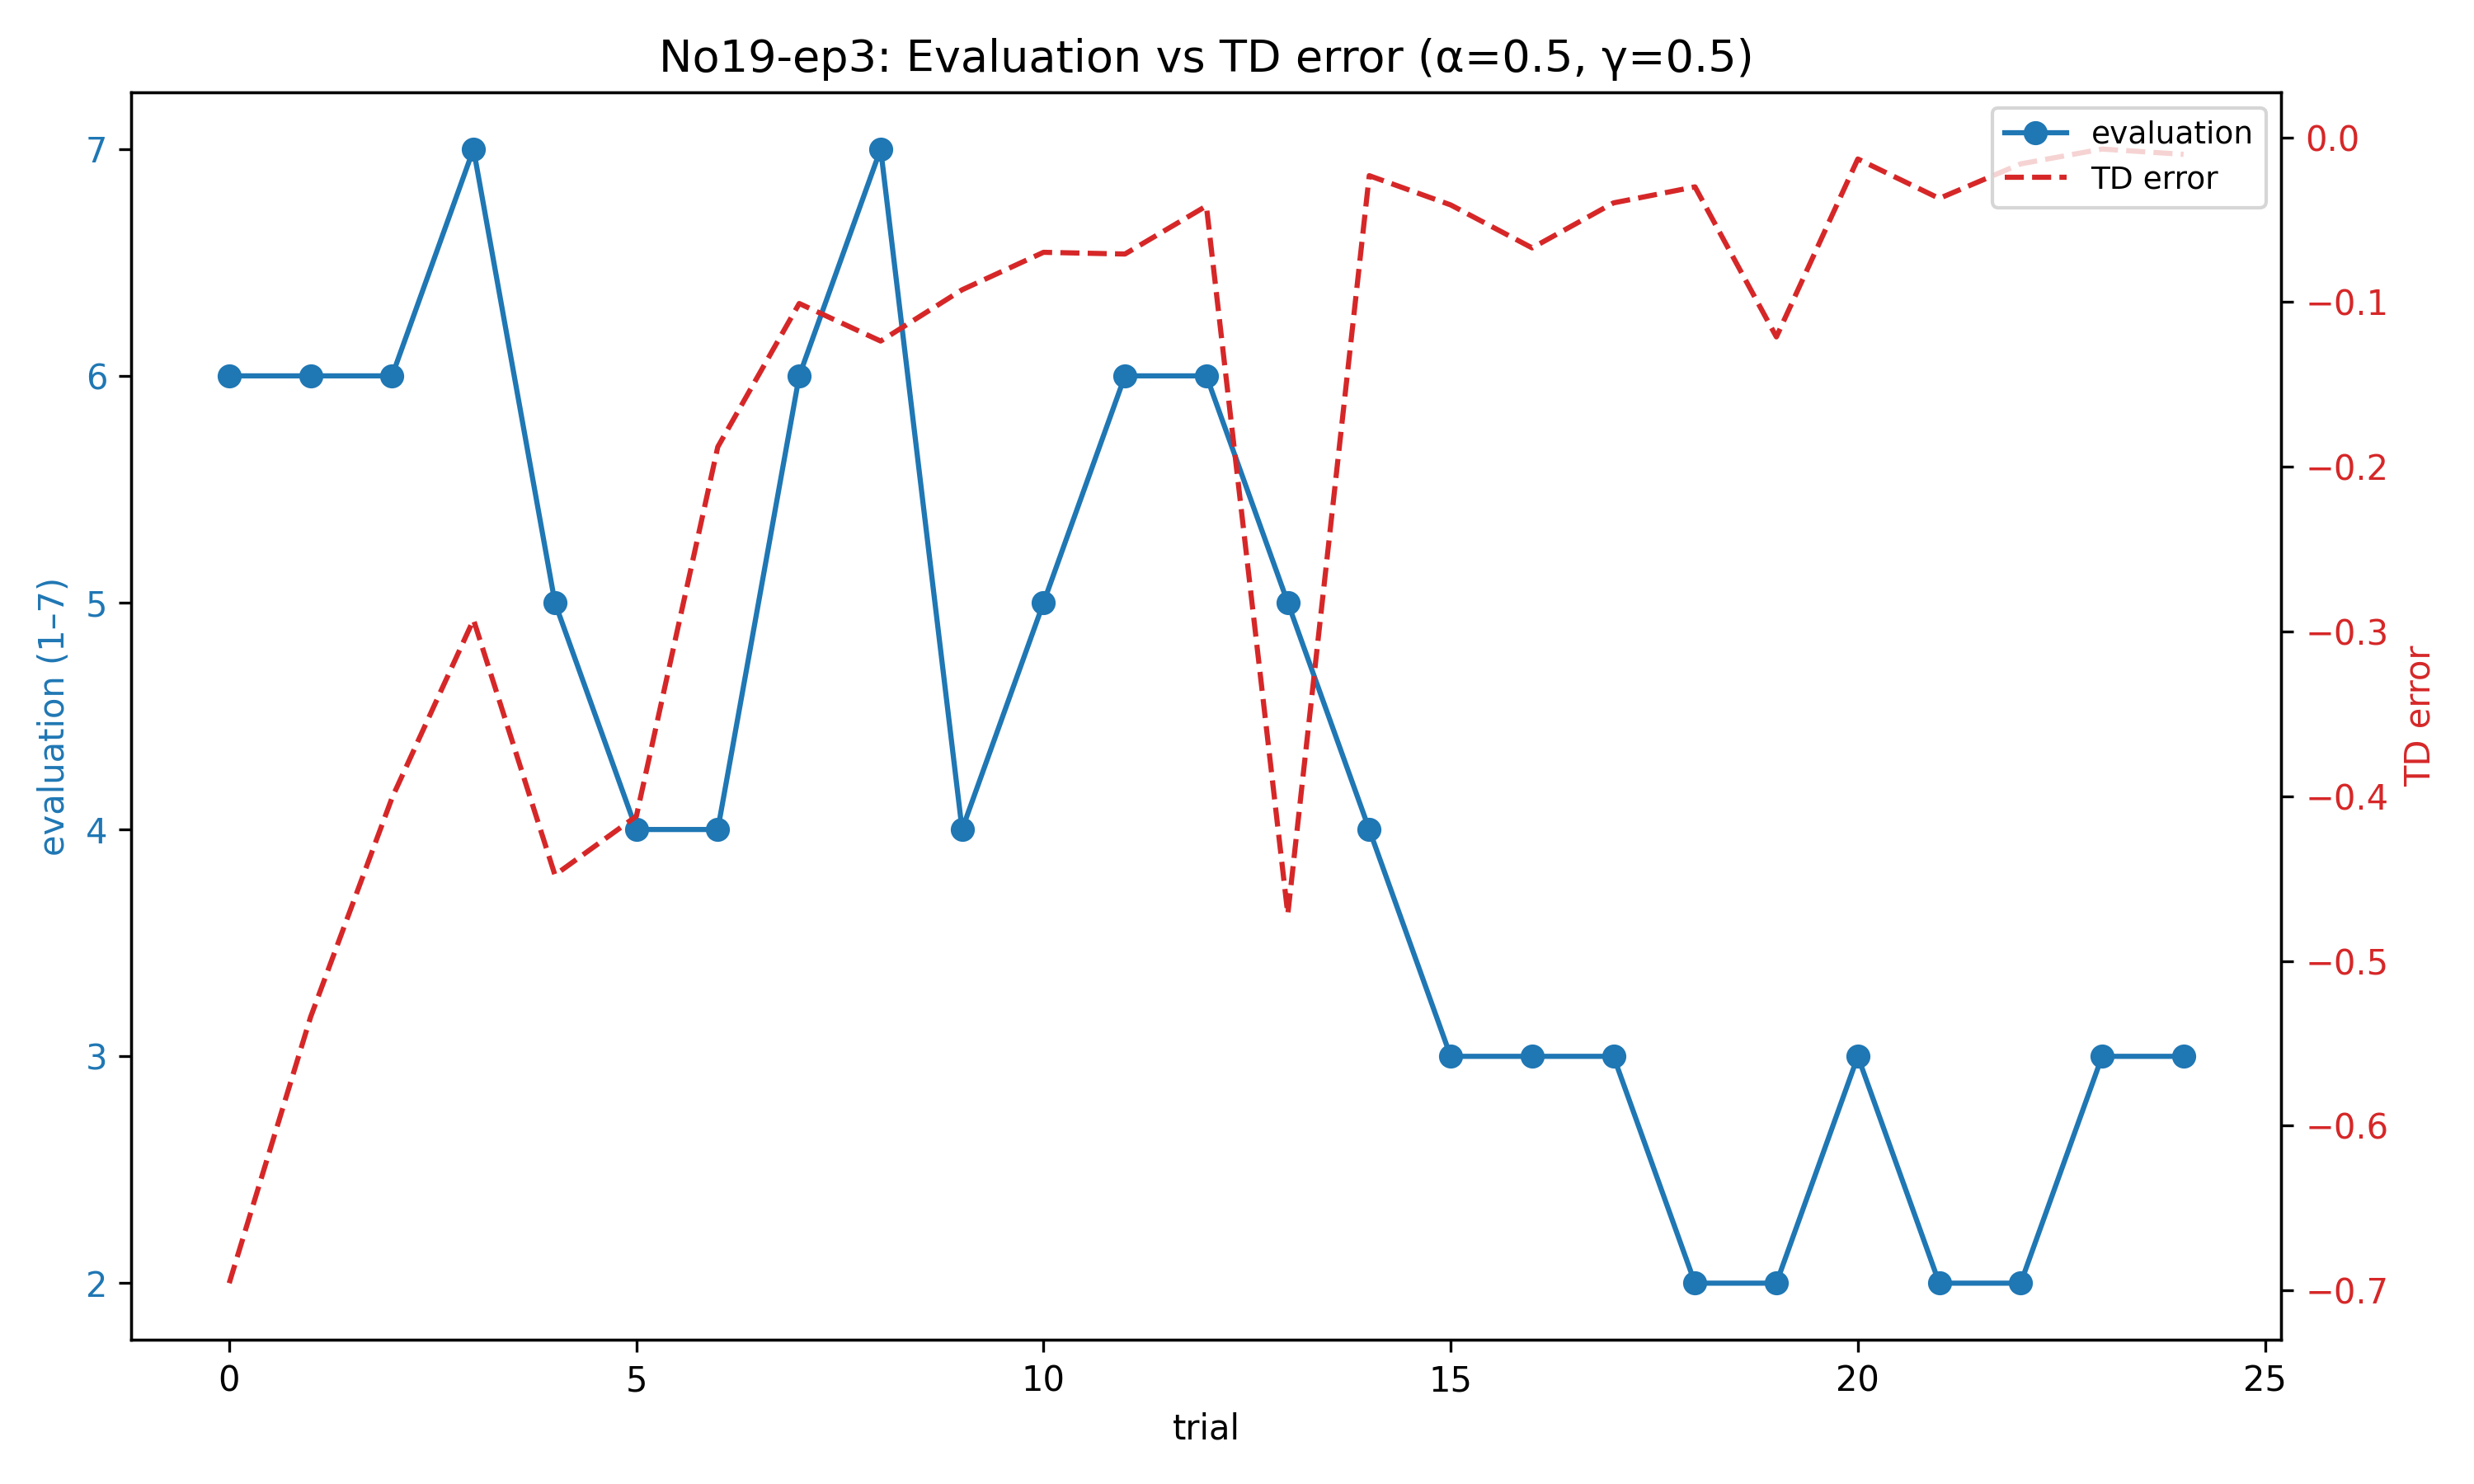 No19-ep3: Evaluation vs TD error (α=0.5, γ=0.5)
evaluation
TD error
7
6
5
4
3
2
evaluation (1–7)
0.0
−0.1
−0.2
−0.3
−0.4
−0.5
−0.6
−0.7
TD error
0 5 10 15 20 25
trial